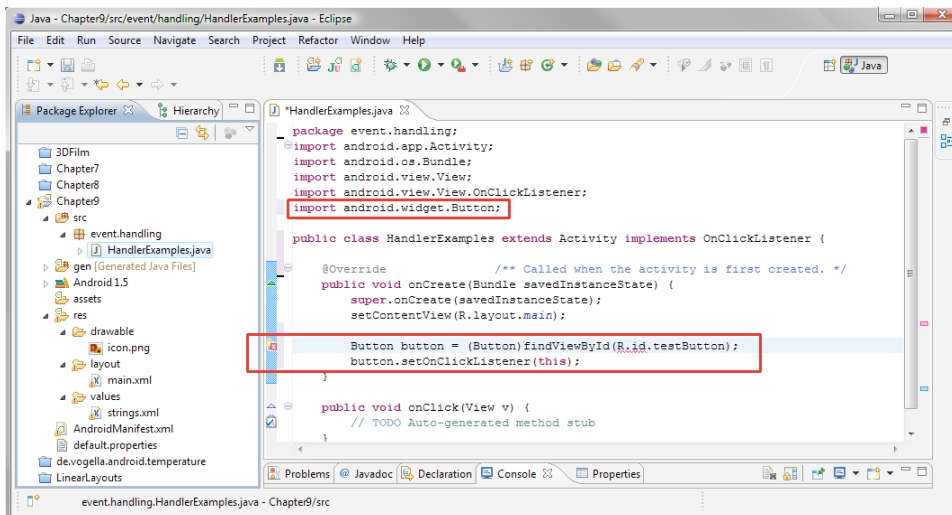 Java - Chapter9/src/event/handling/HandlerExamples.java - Eclipse
File Edit Run Source Navigate Search Project Refactor Window Help
Java
Package Explorer Hierarchy
3DFilm
Chapter7
Chapter8
Chapter9
src
event.handling
HandlerExamples.java
gen [Generated Java Files]
Android 1.5
assets
res
drawable
icon.png
layout
main.xml
values
strings.xml
AndroidManifest.xml
default.properties
de.vogella.android.temperature
LinearLayouts
*HandlerExamples.java
package event.handling;
import android.app.Activity;
import android.os.Bundle;
import android.view.View;
import android.view.View.OnClickListener;
import android.widget.Button;
public class HandlerExamples extends Activity implements OnClickListener {
@Override /** Called when the activity is first created. */
public void onCreate(Bundle savedInstanceState) {
super.onCreate(savedInstanceState);
setContentView(R.layout.main);
Button button = (Button)findViewById(R.id.testButton);
button.setOnClickListener(this);
}
public void onClick(View v) {
// TODO Auto-generated method stub
}
Problems @ Javadoc Declaration Console Properties
event.handling.HandlerExamples.java - Chapter9/src